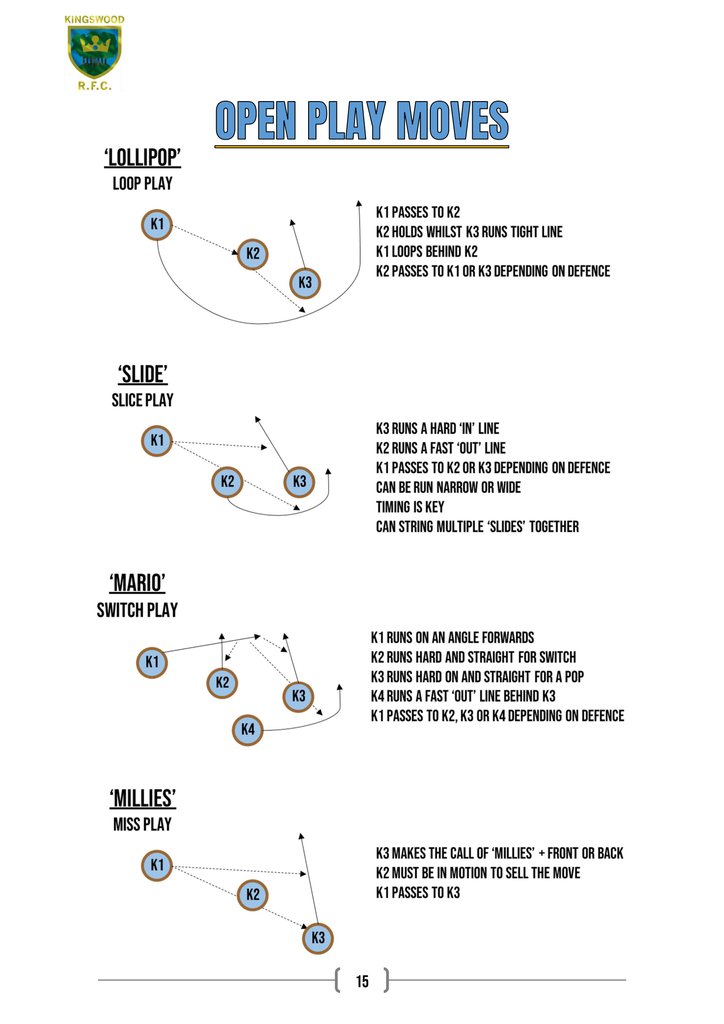 KINGSWOOD
R.F.C.
OPEN PLAY MOVES
‘LOLLIPOP’
LOOP PLAY
K1
K2
K3
K1 PASSES TO K2
K2 HOLDS WHILST K3 RUNS TIGHT LINE
K1 LOOPS BEHIND K2
K2 PASSES TO K1 OR K3 DEPENDING ON DEFENCE
‘SLIDE’
SLICE PLAY
K1
K2
K3
K3 RUNS A HARD ‘IN’ LINE
K2 RUNS A FAST ‘OUT’ LINE
K1 PASSES TO K2 OR K3 DEPENDING ON DEFENCE
CAN BE RUN NARROW OR WIDE
TIMING IS KEY
CAN STRING MULTIPLE ‘SLIDES’ TOGETHER
‘MARIO’
SWITCH PLAY
K1
K2
K3
K4
K1 RUNS ON AN ANGLE FORWARDS
K2 RUNS HARD AND STRAIGHT FOR SWITCH
K3 RUNS HARD ON AND STRAIGHT FOR A POP
K4 RUNS A FAST ‘OUT’ LINE BEHIND K3
K1 PASSES TO K2, K3 OR K4 DEPENDING ON DEFENCE
‘MILLIES’
MISS PLAY
K1
K2
K3
K3 MAKES THE CALL OF ‘MILLIES’ + FRONT OR BACK
K2 MUST BE IN MOTION TO SELL THE MOVE
K1 PASSES TO K3
15